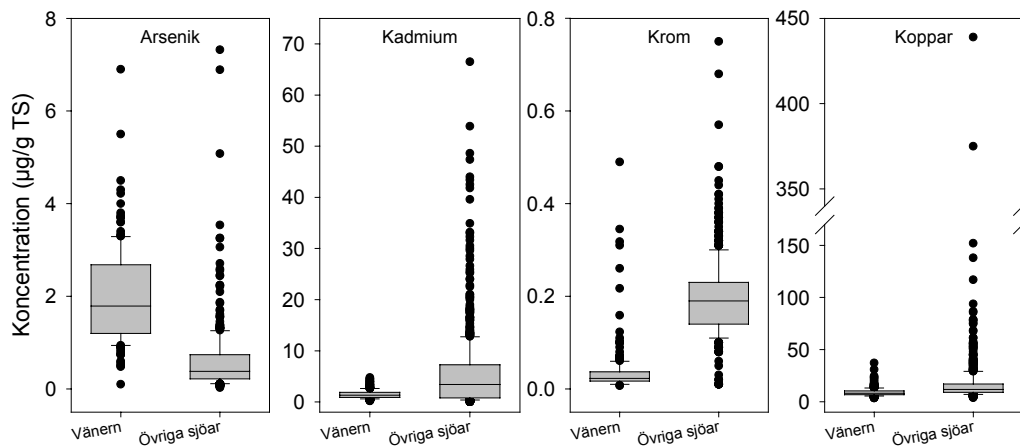 Koncentration (µg/g TS)
Arsenik
8
6
4
2
0
Vänern
Övriga sjöar
Kadmium
70
60
50
40
30
20
10
0
Vänern
Övriga sjöar
Krom
0.8
0.6
0.4
0.2
0.0
Vänern
Övriga sjöar
Koppar
450
400
350
150
100
50
0
Vänern
Övriga sjöar